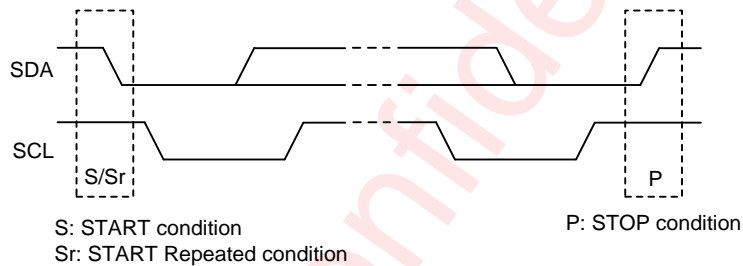 SDA
SCL
S/Sr
P
S: START condition
P: STOP condition
Sr: START Repeated condition